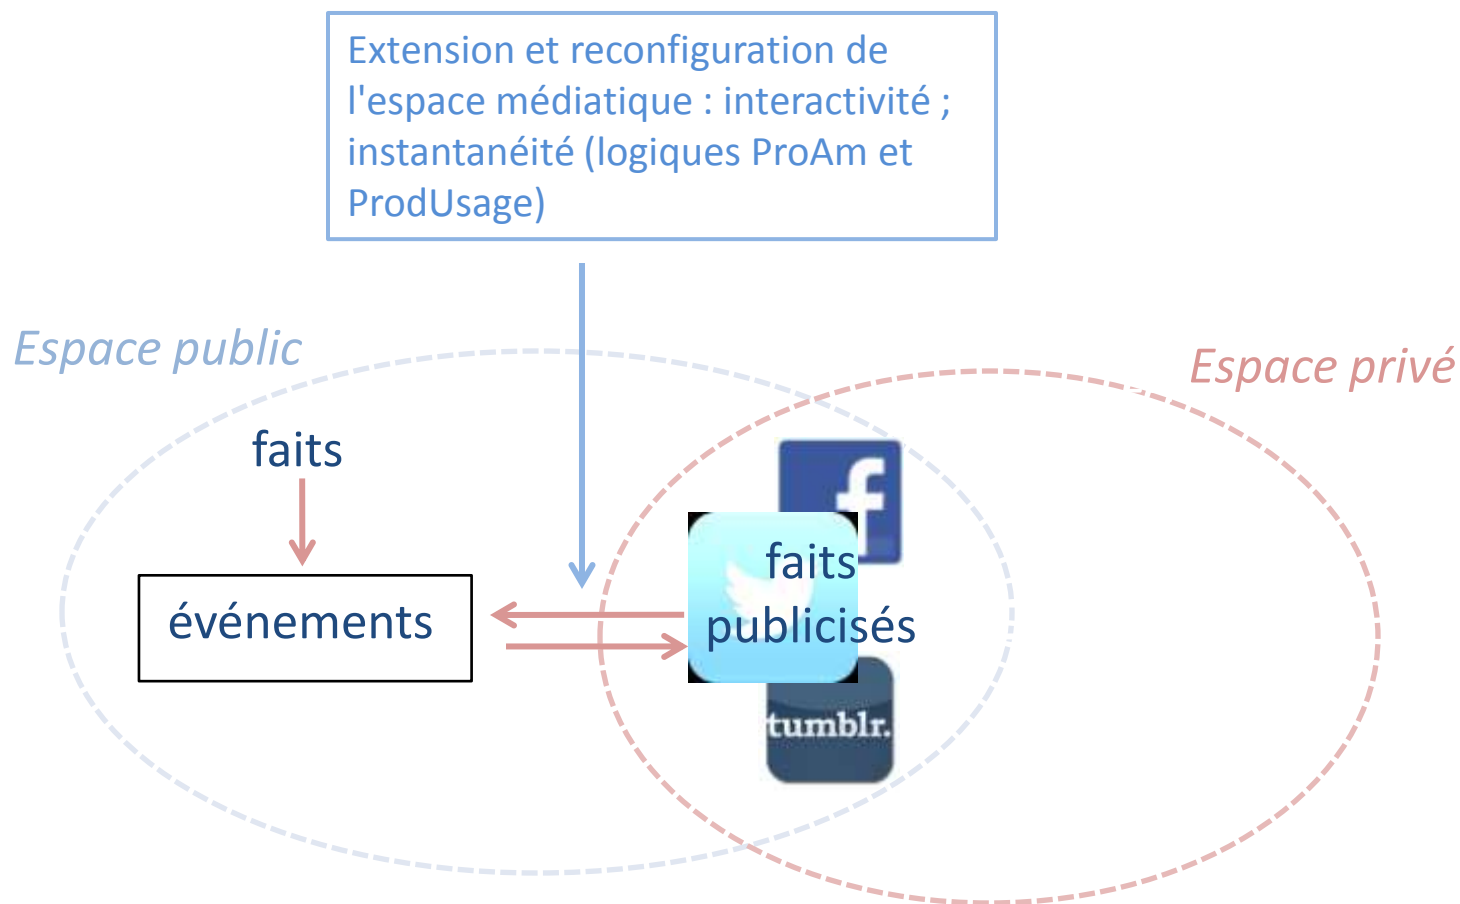 Extension et reconfiguration de
l'espace médiatique : interactivité ;
instantanéité (logiques ProAm et
ProdUsage)
Espace public
Espace privé
faits
f
faits
publicisés
événements
tumblr.